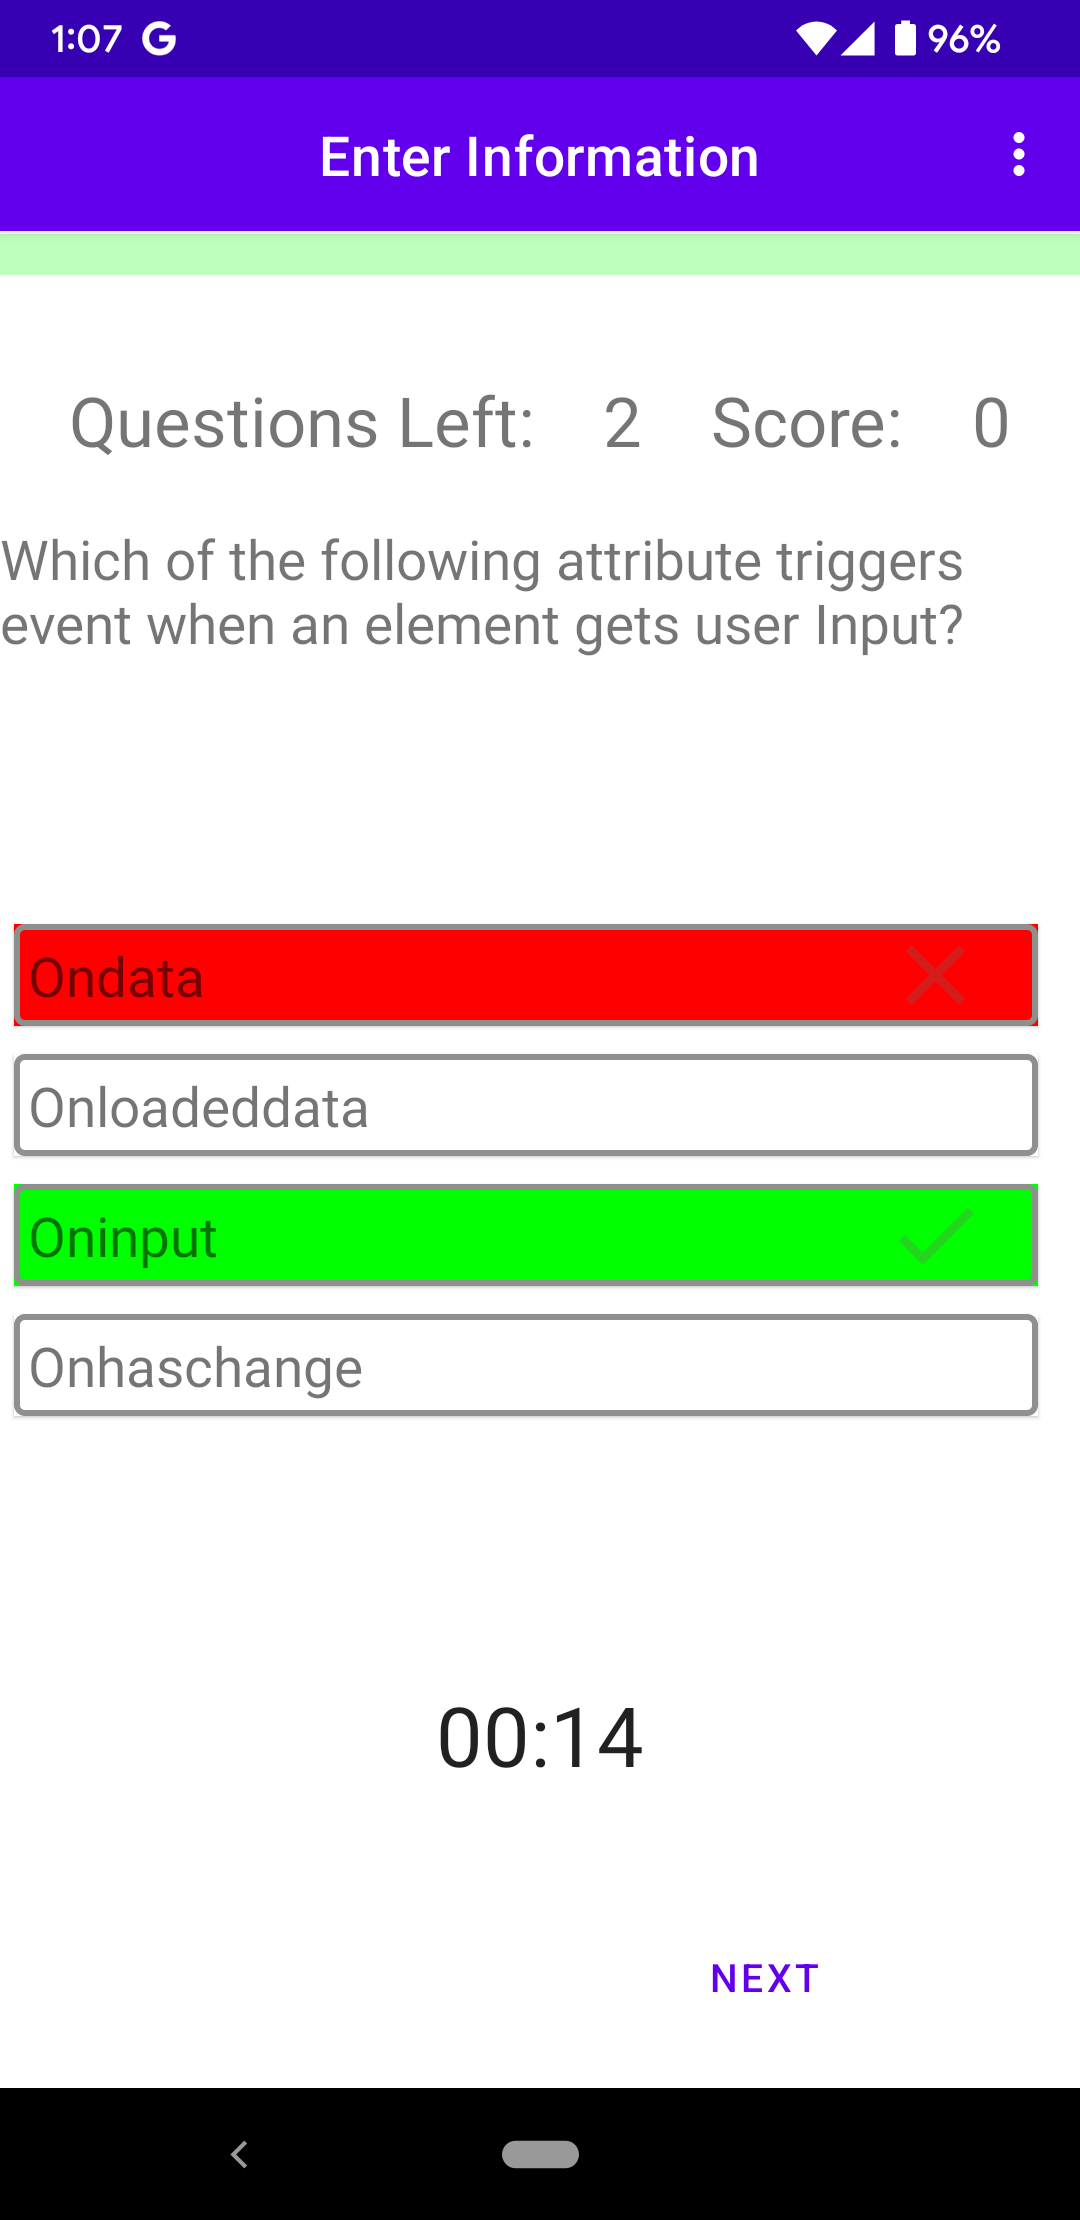 1:07 G 96%
Enter Information
Questions Left: 2 Score: 0
Which of the following attribute triggers
event when an element gets user Input?
Ondata
Onloadeddata
Oninput
Onhaschange
00:14
NEXT